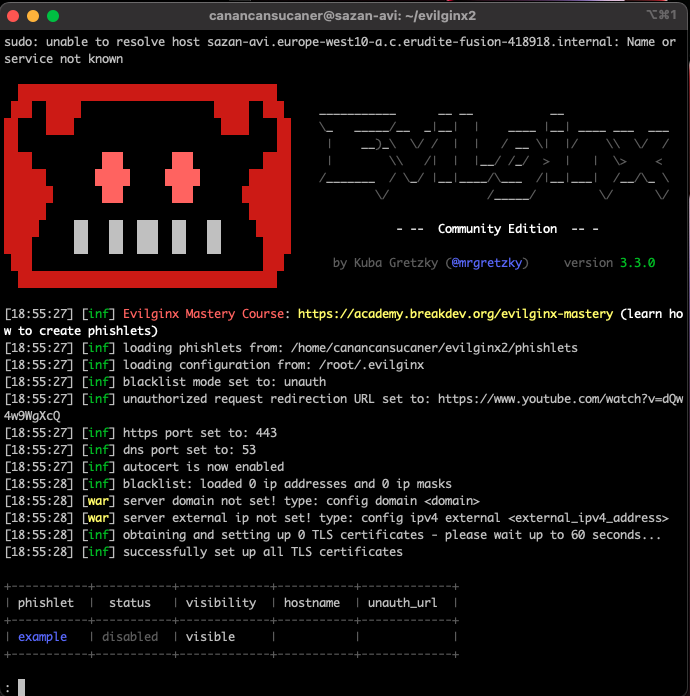 canancansucaner@sazan-avi: ~/evilginx2
⌥⌘1
sudo: unable to resolve host sazan-avi.europe-west10-a.c.erudite-fusion-418918.internal: Name or
service not known
Evilginx
- -- Community Edition -- -
by Kuba Gretzky (@mrgretzky) version 3.3.0
[18:55:27] [inf] Evilginx Mastery Course: https://academy.breakdev.org/evilginx-mastery (learn ho
w to create phishlets)
[18:55:27] [inf] loading phishlets from: /home/canancansucaner/evilginx2/phishlets
[18:55:27] [inf] loading configuration from: /root/.evilginx
[18:55:27] [inf] blacklist mode set to: unauth
[18:55:27] [inf] unauthorized request redirection URL set to: https://www.youtube.com/watch?v=dQw
4w9WgXcQ
[18:55:27] [inf] https port set to: 443
[18:55:27] [inf] dns port set to: 53
[18:55:27] [inf] autocert is now enabled
[18:55:28] [inf] blacklist: loaded 0 ip addresses and 0 ip masks
[18:55:28] [war] server domain not set! type: config domain <domain>
[18:55:28] [war] server external ip not set! type: config ipv4 external <external_ipv4_address>
[18:55:28] [inf] obtaining and setting up 0 TLS certificates - please wait up to 60 seconds...
[18:55:28] [inf] successfully set up all TLS certificates
+-----------+-----------+-------------+-----------+-------------+
| phishlet | status | visibility | hostname | unauth_url |
+-----------+-----------+-------------+-----------+-------------+
| example | disabled | visible | | |
+-----------+-----------+-------------+-----------+-------------+
: